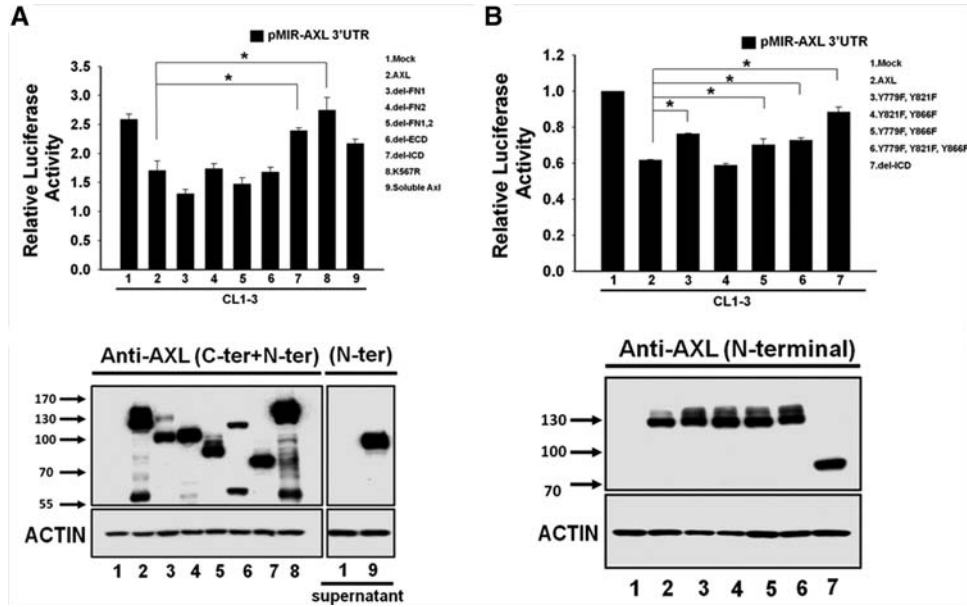 A
pMIR-AXL 3'UTR
Relative Luciferase
Activity
3.0
2.5
2.0
1.5
1.0
0.5
0.0
* 
*
1 2 3 4 5 6 7 8 9
CL1-3
1.Mock
2.AXL
3.del-FN1
4.del-FN2
5.del-FN1,2
6.del-ECD
7.del-ICD
8.K567R
9.Soluble Axl
Anti-AXL (C-ter+N-ter) (N-ter)
170
130
100
70
55
ACTIN
1 2 3 4 5 6 7 8 1 9
supernatant
B
pMIR-AXL 3'UTR
Relative Luciferase
Activity
1.0
0.8
0.6
0.4
0.2
0.0
*
*
*
*
1 2 3 4 5 6 7
CL1-3
1.Mock
2.AXL
3.Y779F, Y821F
4.Y821F, Y866F
5.Y779F, Y866F
6.Y779F, Y821F, Y866F
7.del-ICD
Anti-AXL (N-terminal)
130
100
70
ACTIN
1 2 3 4 5 6 7